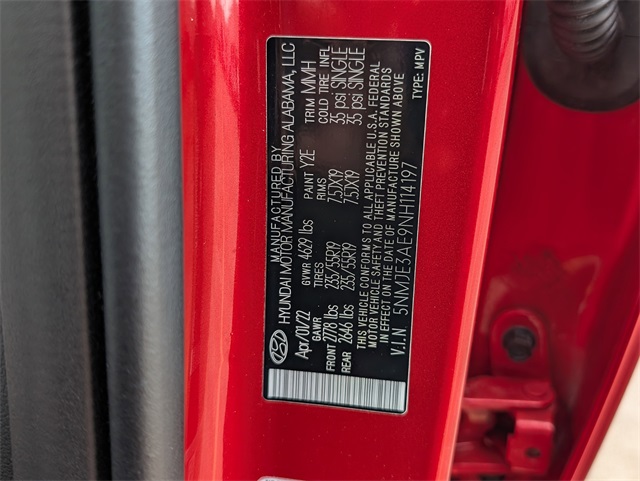 MANUFACTURED BY
HYUNDAI MOTOR MANUFACTURING ALABAMA, LLC
Apr/01/22 GVWR 4629 lbs PAINT Y2E TRIM MMH
GAWR TIRES RIMS COLD TIRE INFL
FRONT 2778 lbs 235/55R19 7.5JX19 35 psi SINGLE
REAR 2646 lbs 235/55R19 7.5JX19 35 psi SINGLE
THIS VEHICLE CONFORMS TO ALL APPLICABLE U.S.A. FEDERAL
MOTOR VEHICLE SAFETY AND THEFT PREVENTION STANDARDS
IN EFFECT ON THE DATE OF MANUFACTURE SHOWN ABOVE
V.I.N 5NMJE3AE9NH114197 TYPE: MPV